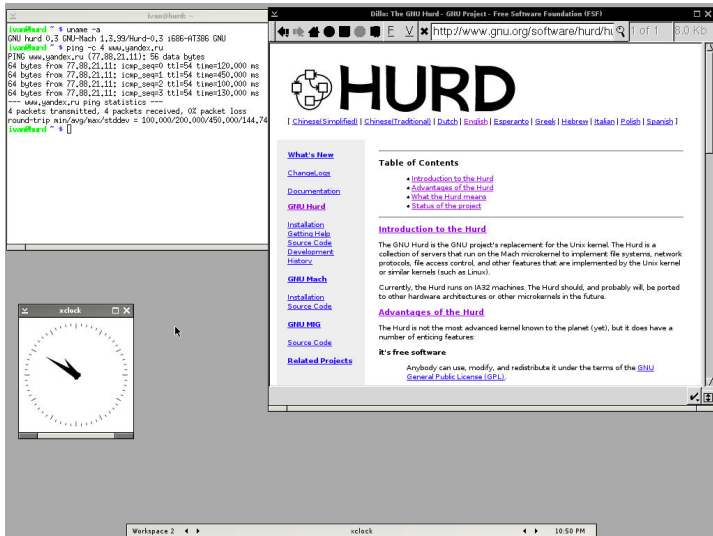 ivan@hurd: ~
ivan@hurd ~ $ uname -a
GNU hurd 0.3 GNU-Mach 1.3.99/Hurd-0.3 i686-AT386 GNU
ivan@hurd ~ $ ping -c 4 www.yandex.ru
PING www.yandex.ru (77.88.21.11): 56 data bytes
64 bytes from 77.88.21.11: icmp_seq=0 ttl=54 time=120,000 ms
64 bytes from 77.88.21.11: icmp_seq=1 ttl=54 time=450,000 ms
64 bytes from 77.88.21.11: icmp_seq=2 ttl=54 time=100,000 ms
64 bytes from 77.88.21.11: icmp_seq=3 ttl=54 time=130,000 ms
--- www.yandex.ru ping statistics ---
4 packets transmitted, 4 packets received, 0% packet loss
round-trip min/avg/max/stddev = 100,000/200,000/450,000/144,74
ivan@hurd ~ $
Dillo: The GNU Hurd - GNU Project - Free Software Foundation (FSF)
F V http://www.gnu.org/software/hurd/hu 1 of 1 8.0 Kb
HURD
[ Chinese(Simplified) | Chinese(Traditional) | Dutch | English | Esperanto | Greek | Hebrew | Italian | Polish | Spanish ]
What's New
ChangeLogs
Documentation
GNU Hurd
Installation
Getting Help
Source Code
Development
History
GNU Mach
Installation
Source Code
GNU MIG
Source Code
Related Projects
Table of Contents
Introduction to the Hurd
Advantages of the Hurd
What the Hurd means
Status of the project
Introduction to the Hurd
The GNU Hurd is the GNU project's replacement for the Unix kernel. The Hurd is a
collection of servers that run on the Mach microkernel to implement file systems, network
protocols, file access control, and other features that are implemented by the Unix kernel
or similar kernels (such as Linux).
Currently, the Hurd runs on IA32 machines. The Hurd should, and probably will, be ported
to other hardware architectures or other microkernels in the future.
Advantages of the Hurd
The Hurd is not the most advanced kernel known to the planet (yet), but it does have a
number of enticing features:
it's free software
Anybody can use, modify, and redistribute it under the terms of the GNU
General Public License (GPL).
xclock
Workspace 2 xclock 10:50 PM